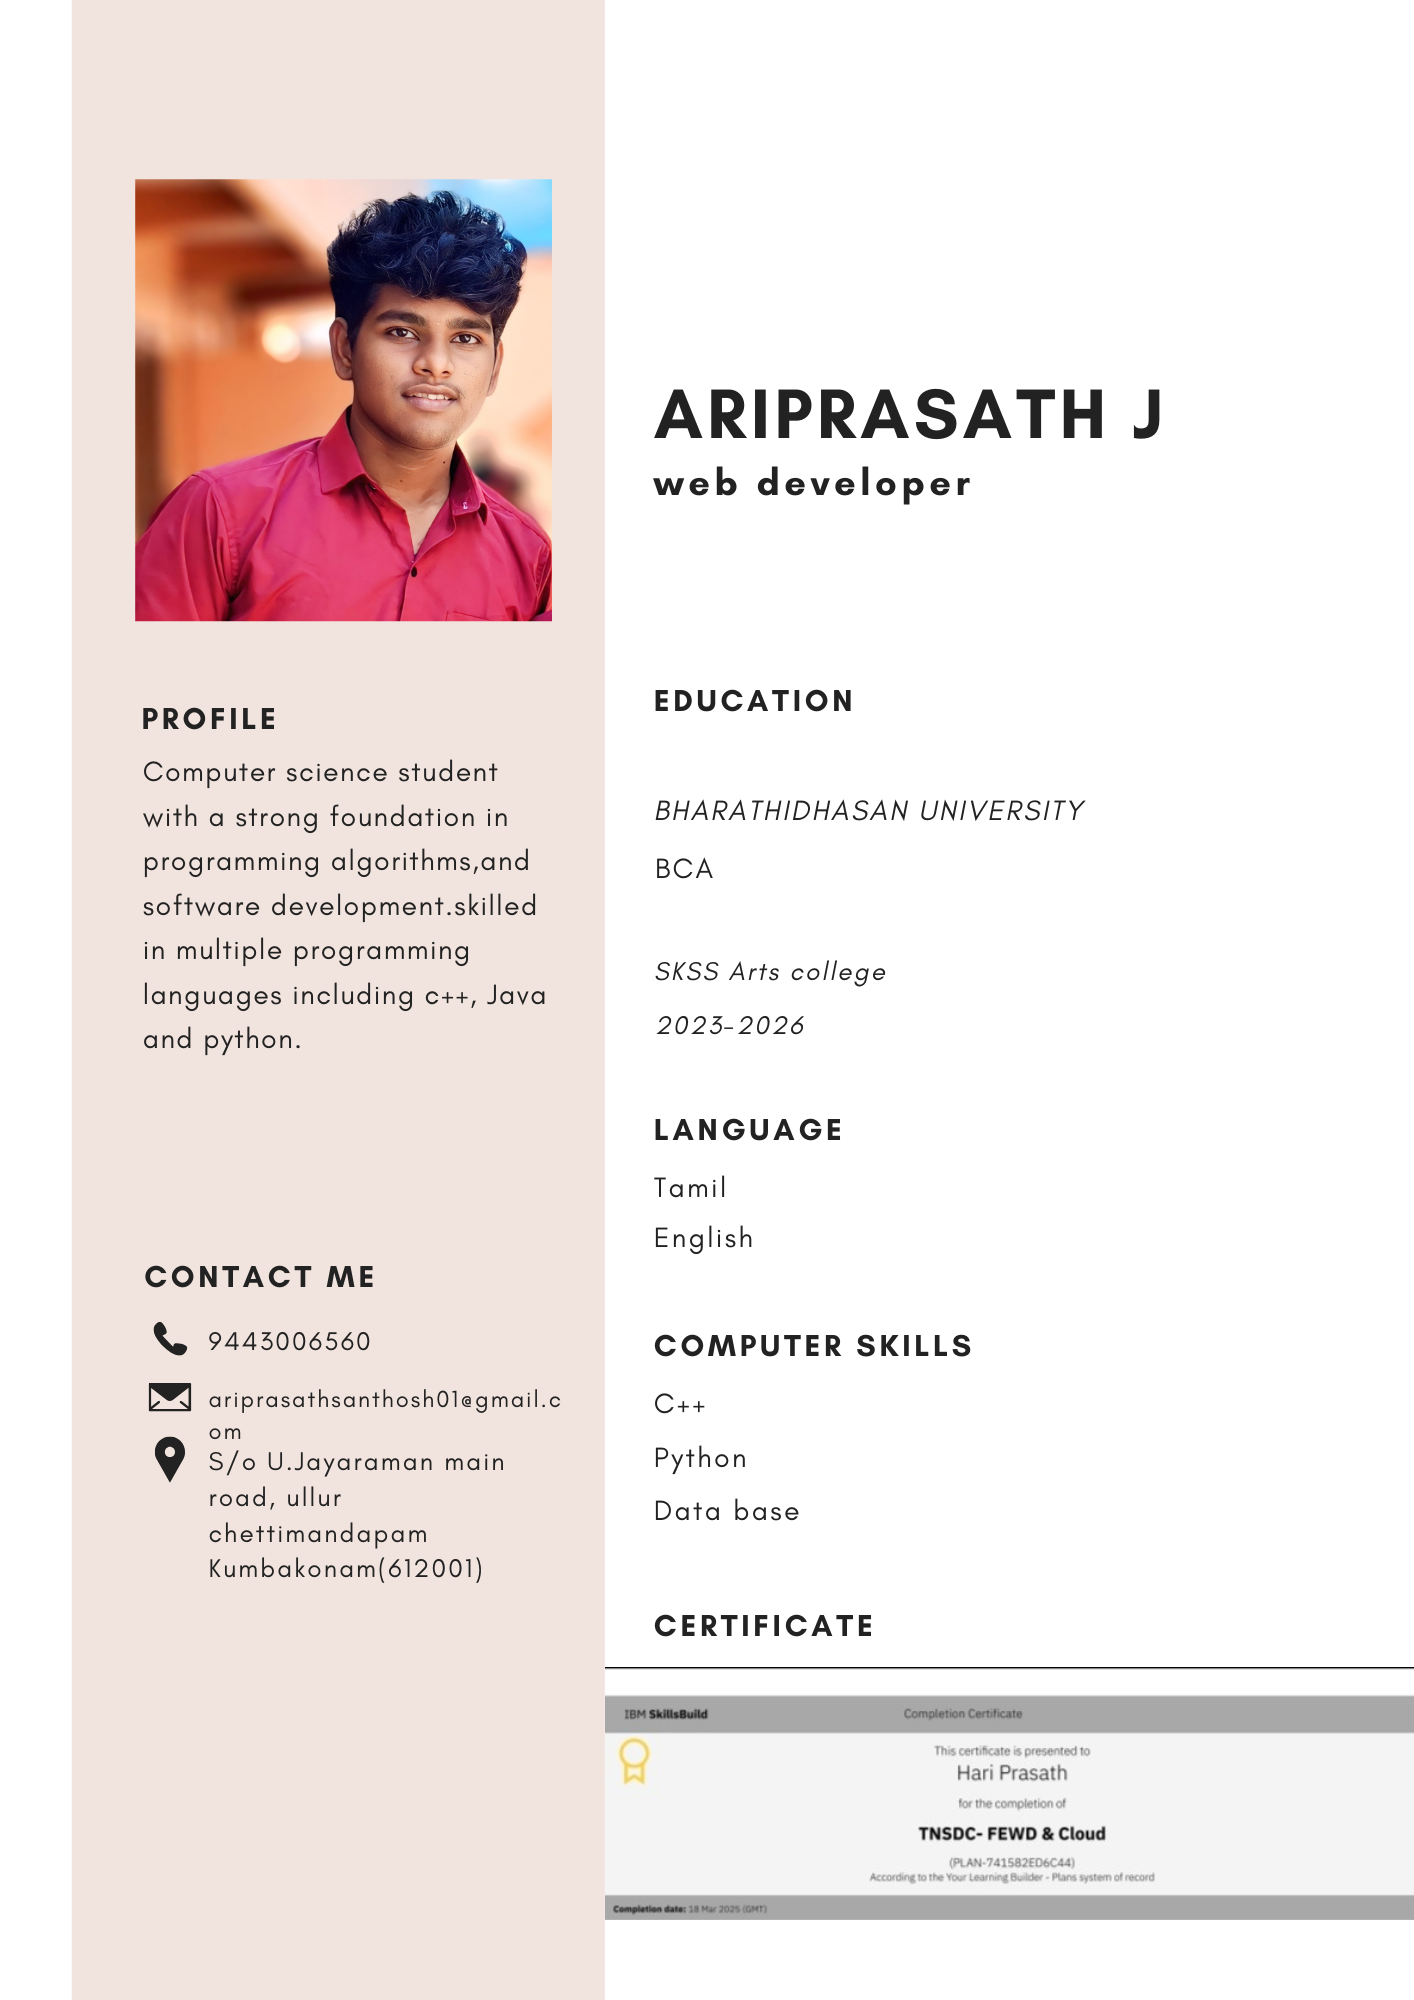 ARIPRASATH J
web developer
PROFILE
Computer science student
with a strong foundation in
programming algorithms,and
software development.skilled
in multiple programming
languages including c++, Java
and python.
CONTACT ME
9443006560
ariprasathsanthosh01@gmail.c
om
S/o U.Jayaraman main
road, ullur
chettimandapam
Kumbakonam(612001)
EDUCATION
BHARATHIDHASAN UNIVERSITY
BCA
SKSS Arts college
2023-2026
LANGUAGE
Tamil
English
COMPUTER SKILLS
C++
Python
Data base
CERTIFICATE
IBM SkillsBuild
Completion Certificate
This certificate is presented to
Hari Prasath
for the completion of
TNSDC- FEWD & Cloud
(PLAN-741582ED6C44)
According to the Your Learning Builder - Plans system of record
Completion date: 18 Mar 2025 (GMT)